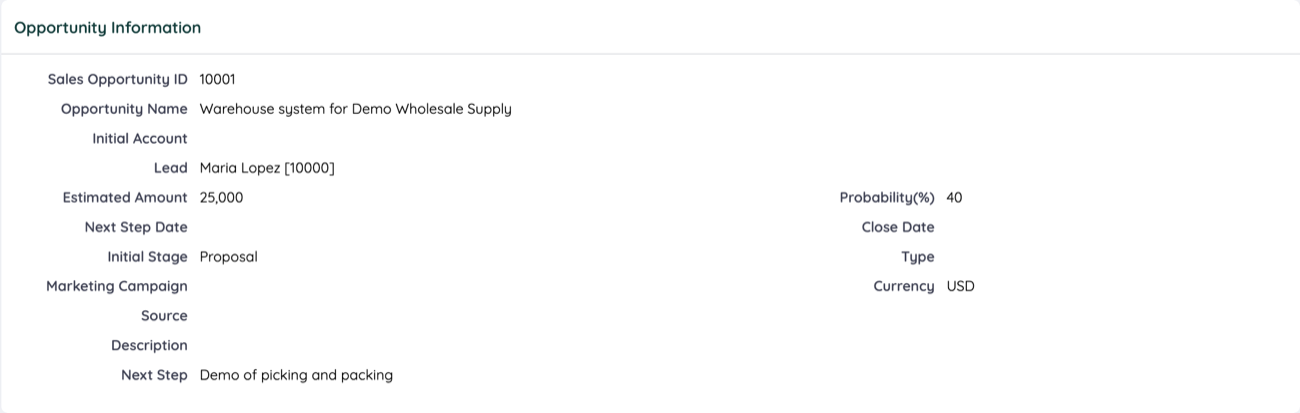 Opportunity Information
Sales Opportunity ID 10001
Opportunity Name Warehouse system for Demo Wholesale Supply
Initial Account
Lead Maria Lopez [10000]
Estimated Amount 25,000 Probability(%) 40
Next Step Date Close Date
Initial Stage Proposal Type
Marketing Campaign Currency USD
Source
Description
Next Step Demo of picking and packing